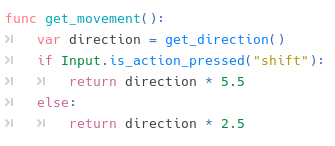 func get_movement():
	var direction = get_direction()
	if Input.is_action_pressed("shift"):
		return direction * 5.5
	else:
		return direction * 2.5